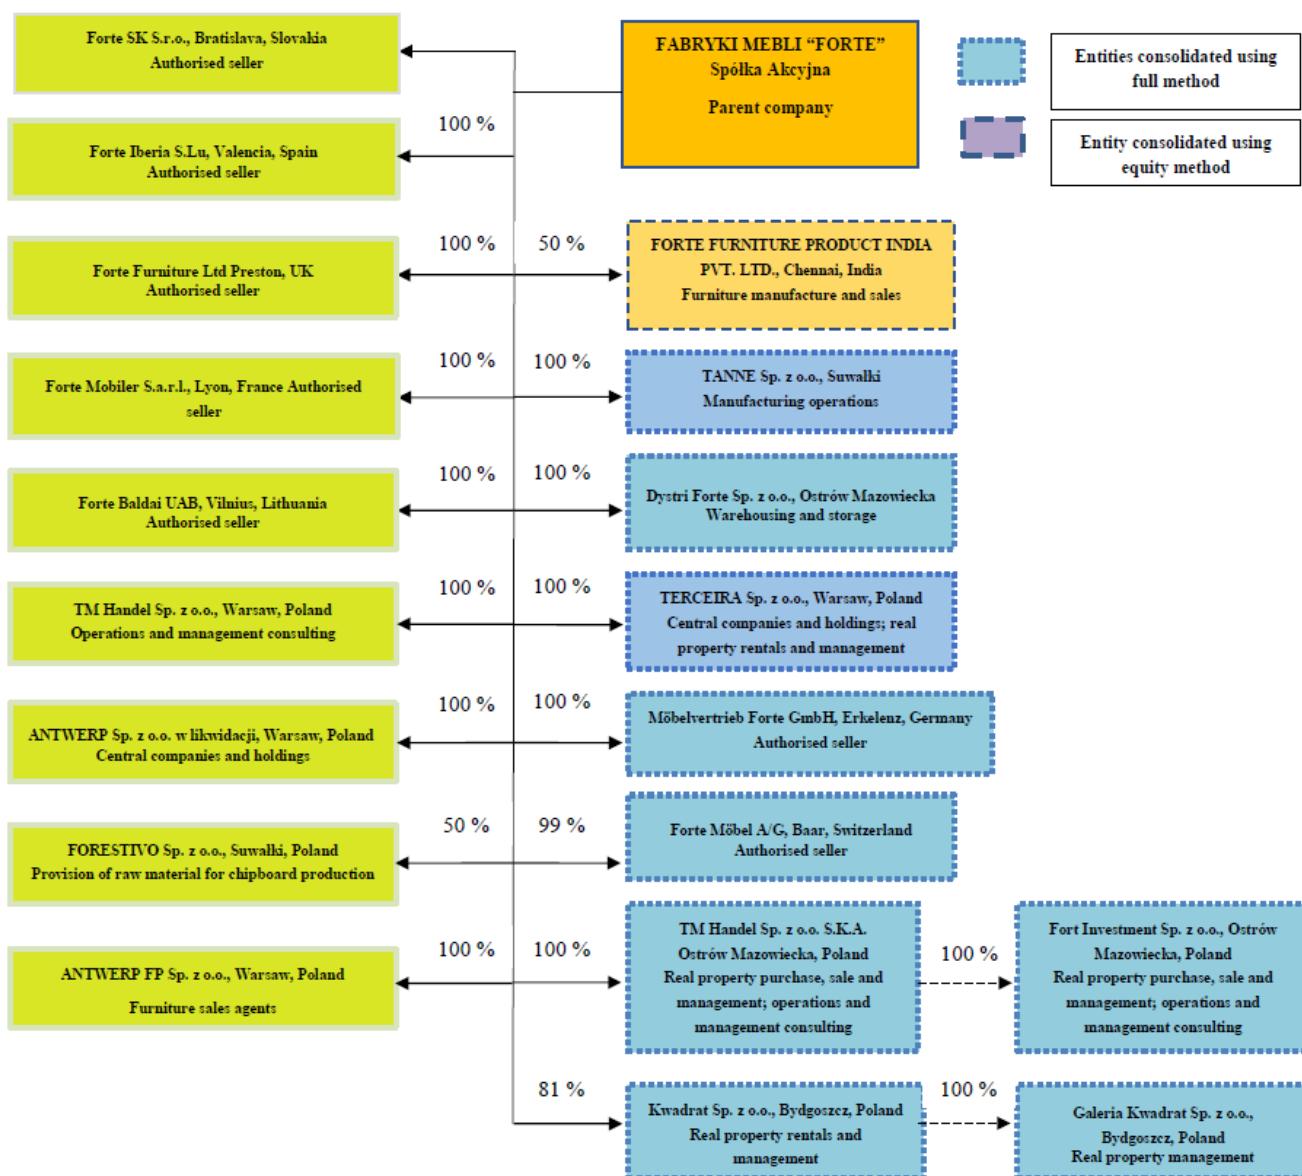 Forte SK S.r.o., Bratislava, Slovakia
Authorised seller
FABRYKI MEBLI “FORTE”
Spółka Akcyjna
Parent company
Entities consolidated using
full method
Entity consolidated using
equity method
100 %
Forte Iberia S.Lu, Valencia, Spain
Authorised seller
100 %
50 %
Forte Furniture Ltd Preston, UK
Authorised seller
FORTE FURNITURE PRODUCT INDIA
PVT. LTD., Chennai, India
Furniture manufacture and sales
100 %
100 %
Forte Mobiler S.a.r.l., Lyon, France Authorised
seller
TANNE Sp. z o.o., Suwałki
Manufacturing operations
100 %
100 %
Forte Baldai UAB, Vilnius, Lithuania
Authorised seller
Dystri Forte Sp. z o.o., Ostrów Mazowiecka
Warehousing and storage
100 %
100 %
TM Handel Sp. z o.o., Warsaw, Poland
Operations and management consulting
TERCEIRA Sp. z o.o., Warsaw, Poland
Central companies and holdings; real
property rentals and management
100 %
100 %
ANTWERP Sp. z o.o. w likwidacji, Warsaw, Poland
Central companies and holdings
Möbelvertrieb Forte GmbH, Erkelenz, Germany
Authorised seller
50 %
99 %
FORESTIVO Sp. z o.o., Suwałki, Poland
Provision of raw material for chipboard production
Forte Möbel A/G, Baar, Switzerland
Authorised seller
100 %
100 %
ANTWERP FP Sp. z o.o., Warsaw, Poland
Furniture sales agents
TM Handel Sp. z o.o. S.K.A.
Ostrów Mazowiecka, Poland
Real property purchase, sale and
management; operations and
management consulting
100 %
Fort Investment Sp. z o.o., Ostrów
Mazowiecka, Poland
Real property purchase, sale and
management; operations and
management consulting
81 %
Kwadrat Sp. z o.o., Bydgoszcz, Poland
Real property rentals and
management
100 %
Galeria Kwadrat Sp. z o.o.,
Bydgoszcz, Poland
Real property management